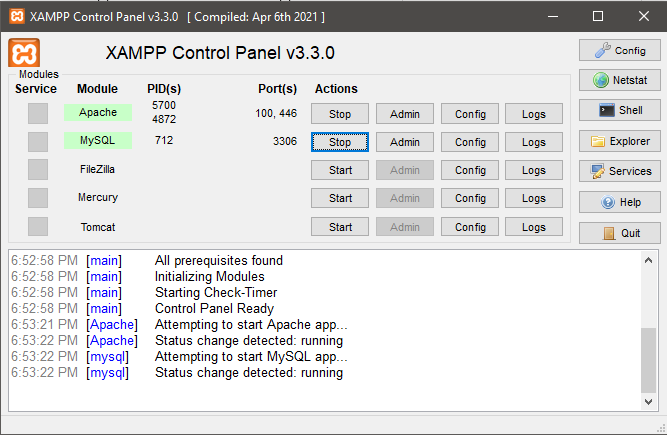 XAMPP Control Panel v3.3.0 [ Compiled: Apr 6th 2021 ]
XAMPP Control Panel v3.3.0
Config
Modules
Service Module PID(s) Port(s) Actions
Netstat
Apache 5700 4872 100, 446 Stop Admin Config Logs
Shell
MySQL 712 3306 Stop Admin Config Logs
Explorer
FileZilla Start Admin Config Logs
Services
Mercury Start Admin Config Logs
Help
Tomcat Start Admin Config Logs
Quit
6:52:58 PM [main] All prerequisites found
6:52:58 PM [main] Initializing Modules
6:52:58 PM [main] Starting Check-Timer
6:52:58 PM [main] Control Panel Ready
6:53:21 PM [Apache] Attempting to start Apache app...
6:53:22 PM [Apache] Status change detected: running
6:53:22 PM [mysql] Attempting to start MySQL app...
6:53:22 PM [mysql] Status change detected: running